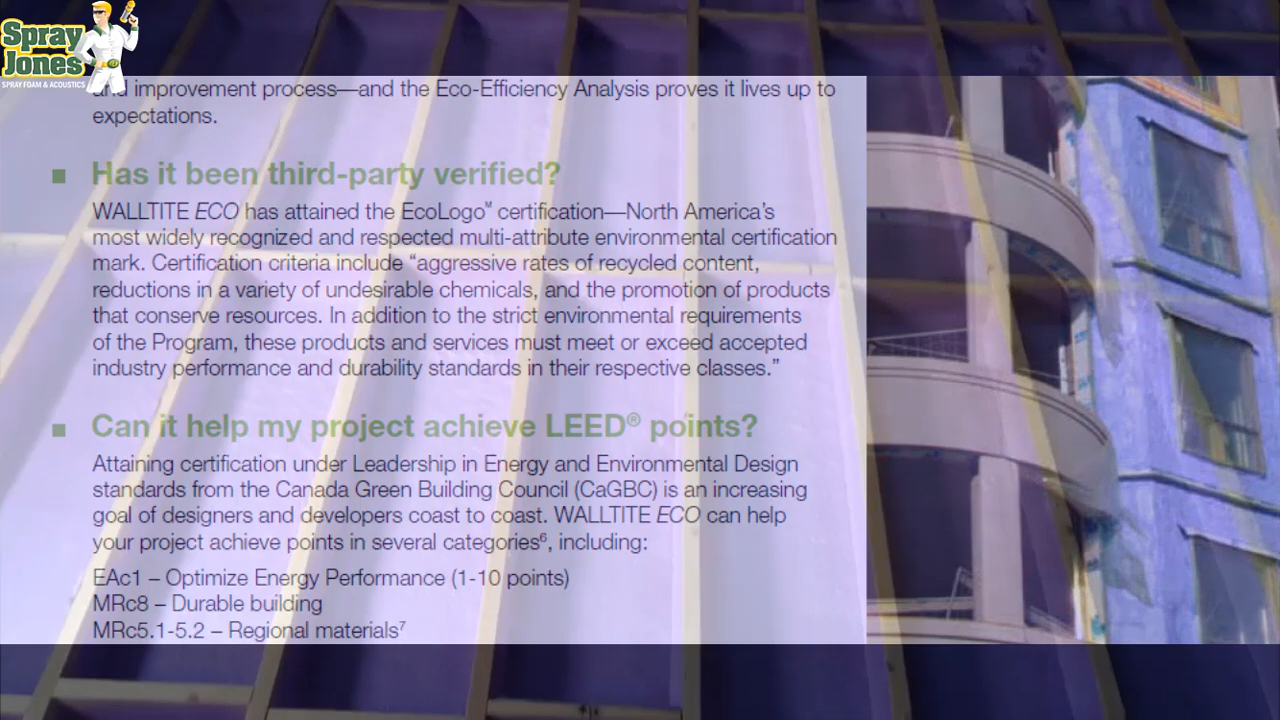 Spray
Jones
SPRAY FOAM & ACOUSTICS
and improvement process—and the Eco-Efficiency Analysis proves it lives up to
expectations.
■ Has it been third-party verified?
WALLTITE ECO has attained the EcoLogo™ certification—North America's
most widely recognized and respected multi-attribute environmental certification
mark. Certification criteria include “aggressive rates of recycled content,
reductions in a variety of undesirable chemicals, and the promotion of products
that conserve resources. In addition to the strict environmental requirements
of the Program, these products and services must meet or exceed accepted
industry performance and durability standards in their respective classes.”
■ Can it help my project achieve LEED® points?
Attaining certification under Leadership in Energy and Environmental Design
standards from the Canada Green Building Council (CaGBC) is an increasing
goal of designers and developers coast to coast. WALLTITE ECO can help
your project achieve points in several categories⁶, including:
EAc1 – Optimize Energy Performance (1-10 points)
MRc8 – Durable building
MRc5.1-5.2 – Regional materials⁷